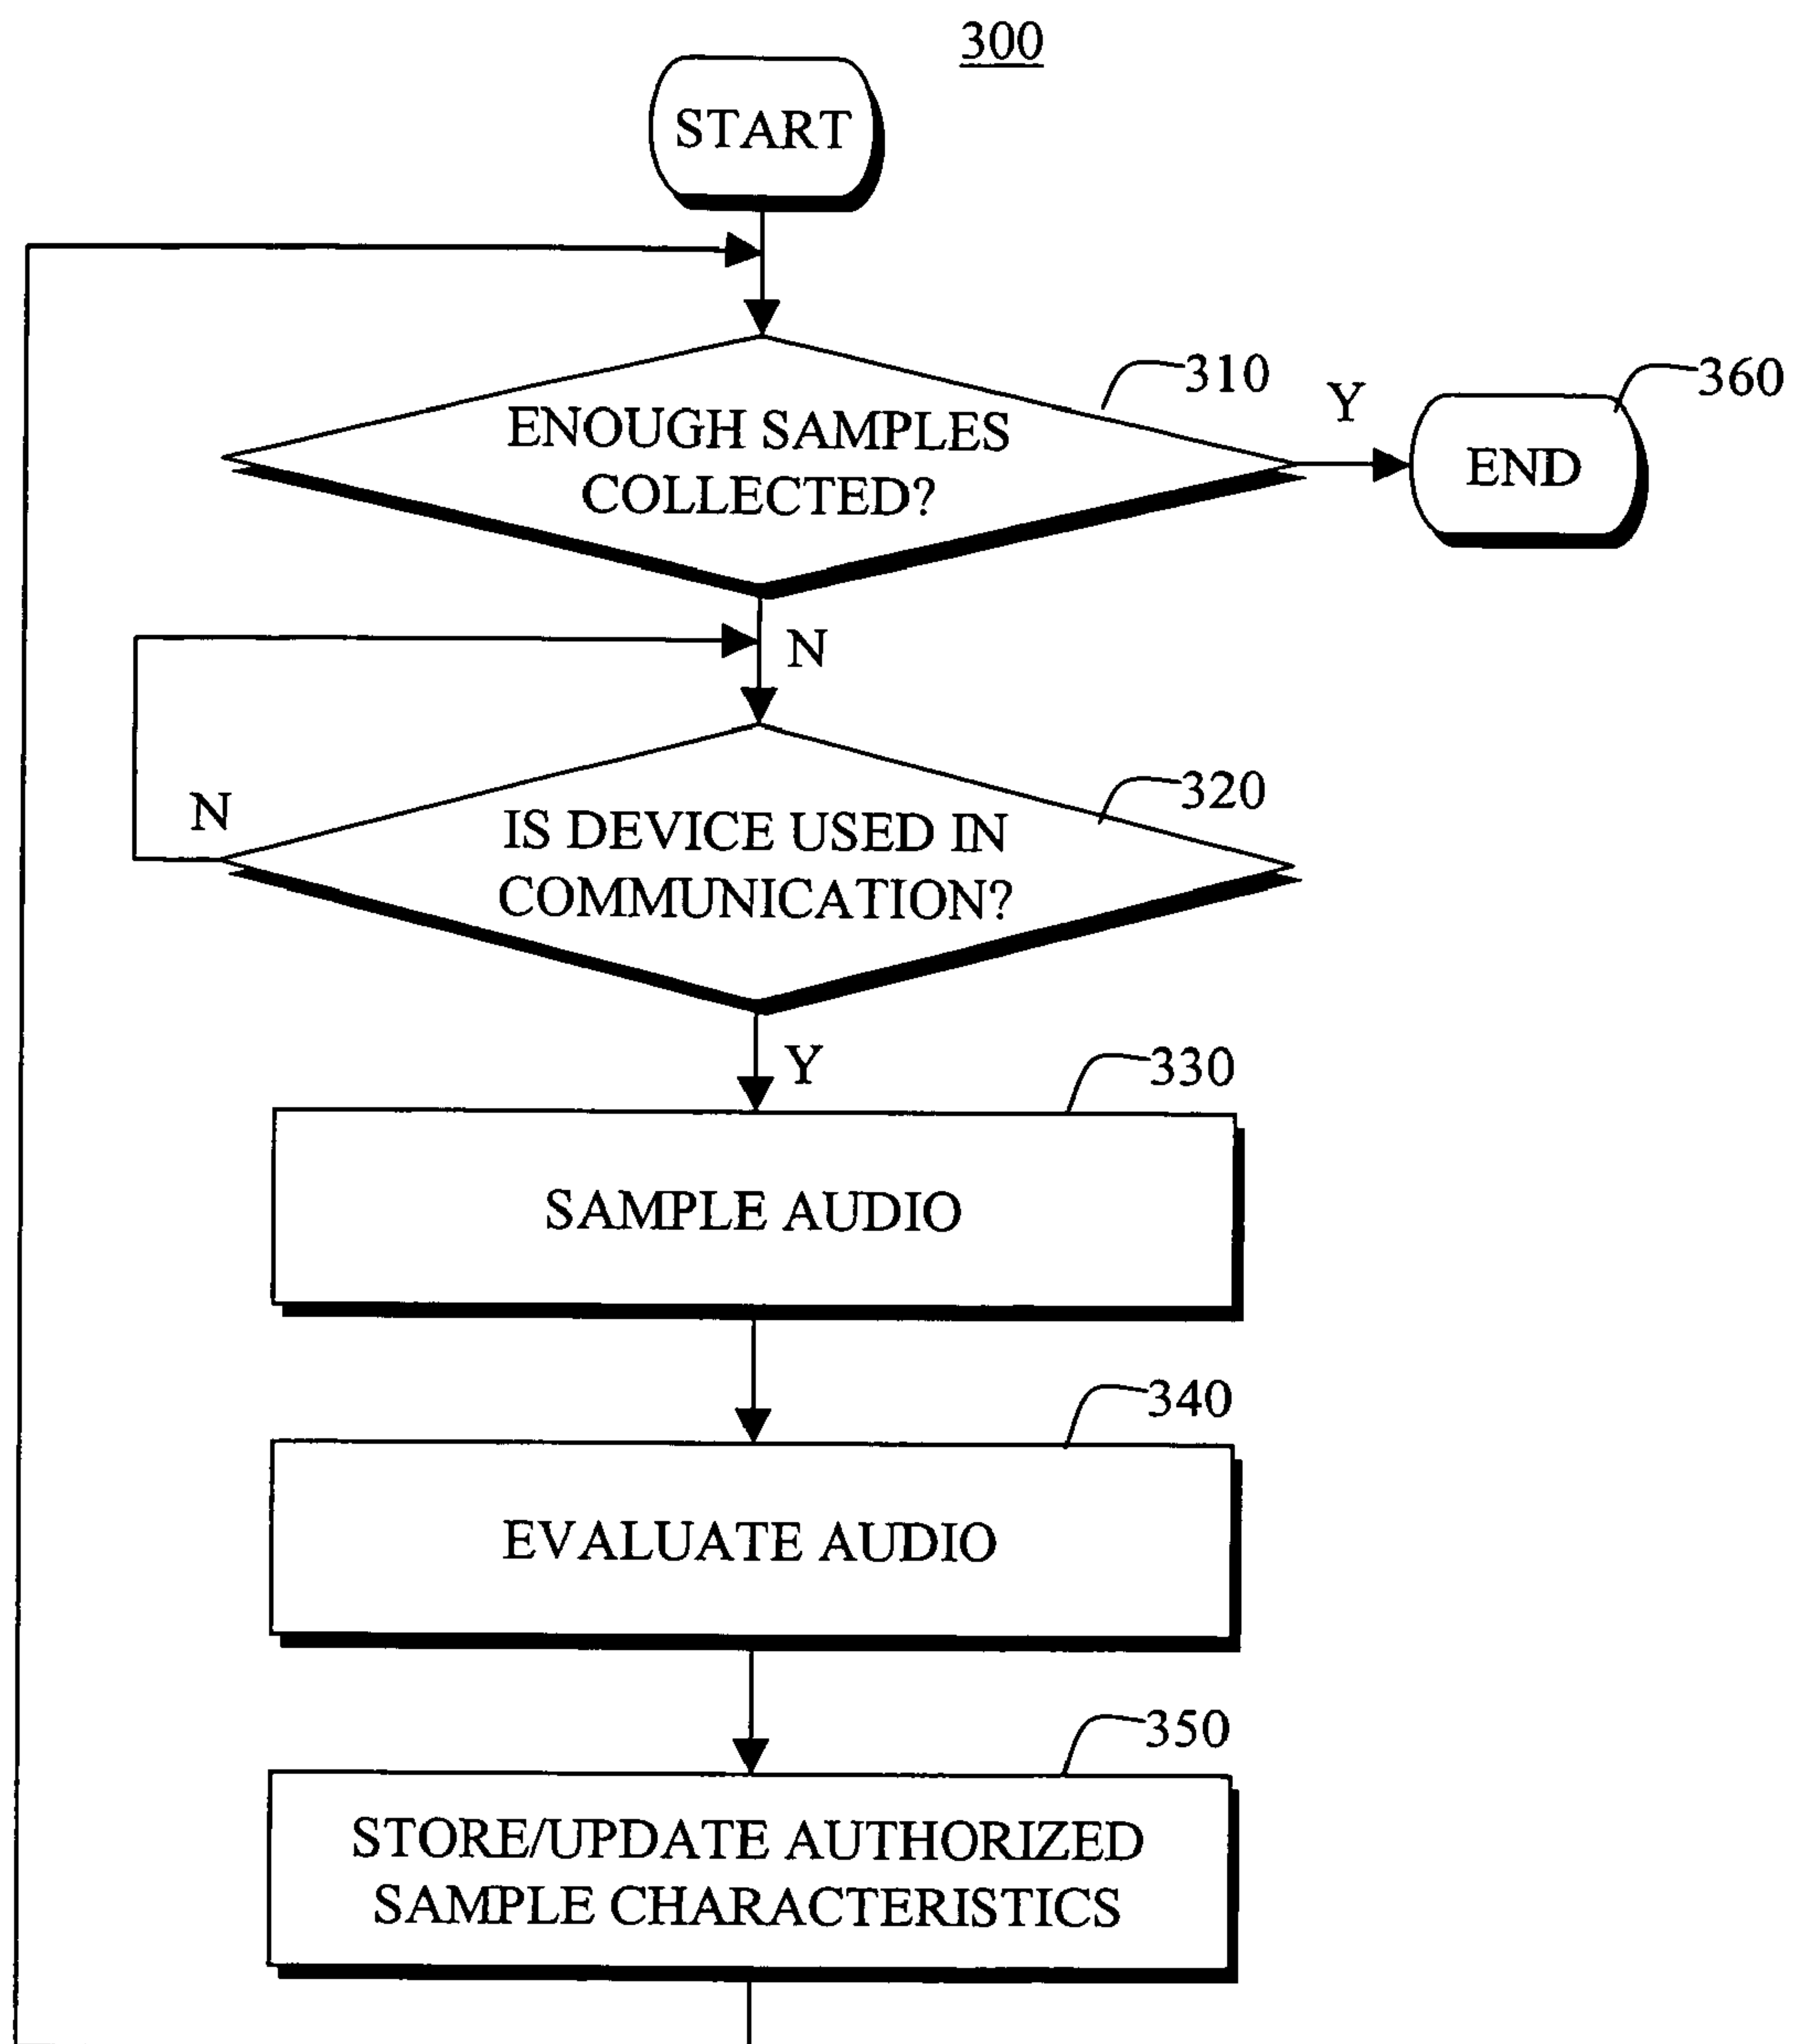 300
START
310
Y
360
ENOUGH SAMPLES
COLLECTED?
END
N
N
320
IS DEVICE USED IN
COMMUNICATION?
Y
330
SAMPLE AUDIO
340
EVALUATE AUDIO
350
STORE/UPDATE AUTHORIZED
SAMPLE CHARACTERISTICS